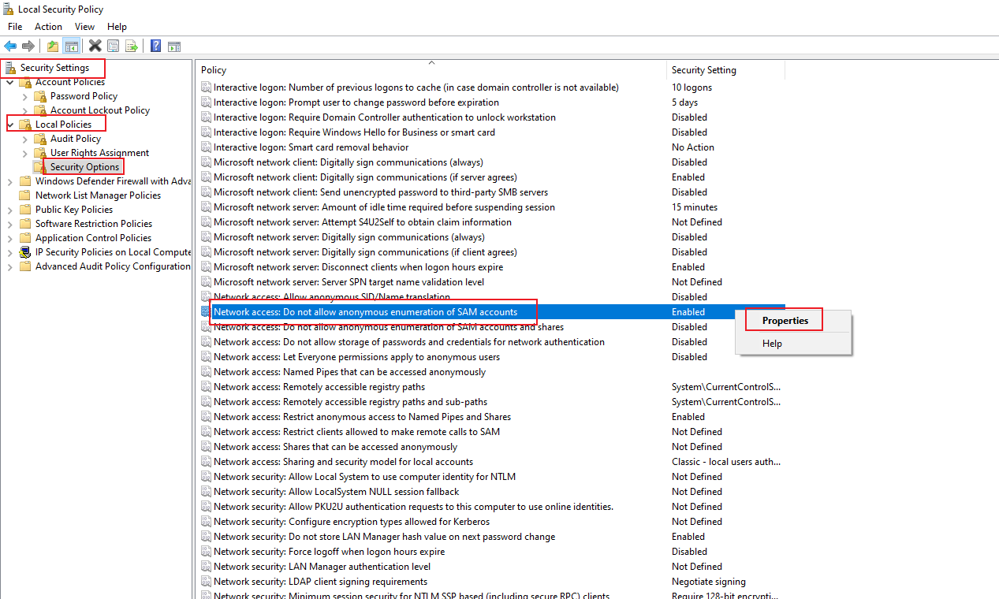 Local Security Policy
File Action View Help
Security Settings
Account Policies
Password Policy
Account Lockout Policy
Local Policies
Audit Policy
User Rights Assignment
Security Options
Windows Defender Firewall with Adva
Network List Manager Policies
Public Key Policies
Software Restriction Policies
Application Control Policies
IP Security Policies on Local Compute
Advanced Audit Policy Configuration
Policy Security Setting
Interactive logon: Number of previous logons to cache (in case domain controller is not available) 10 logons
Interactive logon: Prompt user to change password before expiration 5 days
Interactive logon: Require Domain Controller authentication to unlock workstation Disabled
Interactive logon: Require Windows Hello for Business or smart card Disabled
Interactive logon: Smart card removal behavior No Action
Microsoft network client: Digitally sign communications (always) Disabled
Microsoft network client: Digitally sign communications (if server agrees) Enabled
Microsoft network client: Send unencrypted password to third-party SMB servers Disabled
Microsoft network server: Amount of idle time required before suspending session 15 minutes
Microsoft network server: Attempt S4U2Self to obtain claim information Not Defined
Microsoft network server: Digitally sign communications (always) Disabled
Microsoft network server: Digitally sign communications (if client agrees) Disabled
Microsoft network server: Disconnect clients when logon hours expire Enabled
Microsoft network server: Server SPN target name validation level Not Defined
Network access: Allow anonymous SID/Name translation Disabled
Network access: Do not allow anonymous enumeration of SAM accounts Enabled
Properties
Network access: Do not allow anonymous enumeration of SAM accounts and shares Disabled
Network access: Do not allow storage of passwords and credentials for network authentication Disabled
Help
Network access: Let Everyone permissions apply to anonymous users Disabled
Network access: Named Pipes that can be accessed anonymously
Network access: Remotely accessible registry paths System\CurrentControlS...
Network access: Remotely accessible registry paths and sub-paths System\CurrentControlS...
Network access: Restrict anonymous access to Named Pipes and Shares Enabled
Network access: Restrict clients allowed to make remote calls to SAM Not Defined
Network access: Shares that can be accessed anonymously Not Defined
Network access: Sharing and security model for local accounts Classic - local users auth...
Network security: Allow Local System to use computer identity for NTLM Not Defined
Network security: Allow LocalSystem NULL session fallback Not Defined
Network security: Allow PKU2U authentication requests to this computer to use online identities. Not Defined
Network security: Configure encryption types allowed for Kerberos Not Defined
Network security: Do not store LAN Manager hash value on next password change Enabled
Network security: Force logoff when logon hours expire Disabled
Network security: LAN Manager authentication level Not Defined
Network security: LDAP client signing requirements Negotiate signing
Network security: Minimum session security for NTLM SSP based (including secure RPC) clients Require 128-bit encrypti...